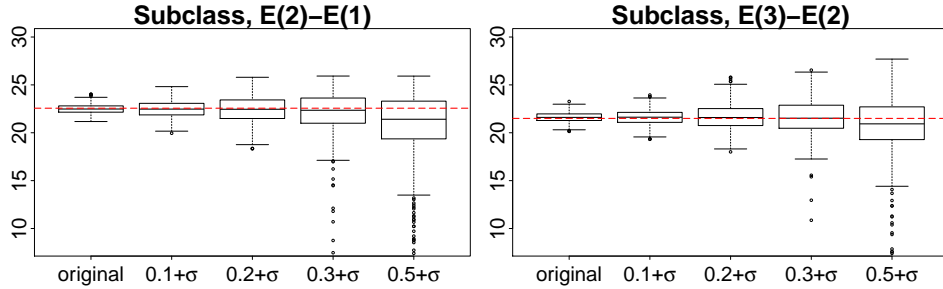 Subclass, E(2)−E(1)
30
25
20
15
10
original 0.1+σ 0.2+σ 0.3+σ 0.5+σ
Subclass, E(3)−E(2)
30
25
20
15
10
original 0.1+σ 0.2+σ 0.3+σ 0.5+σ